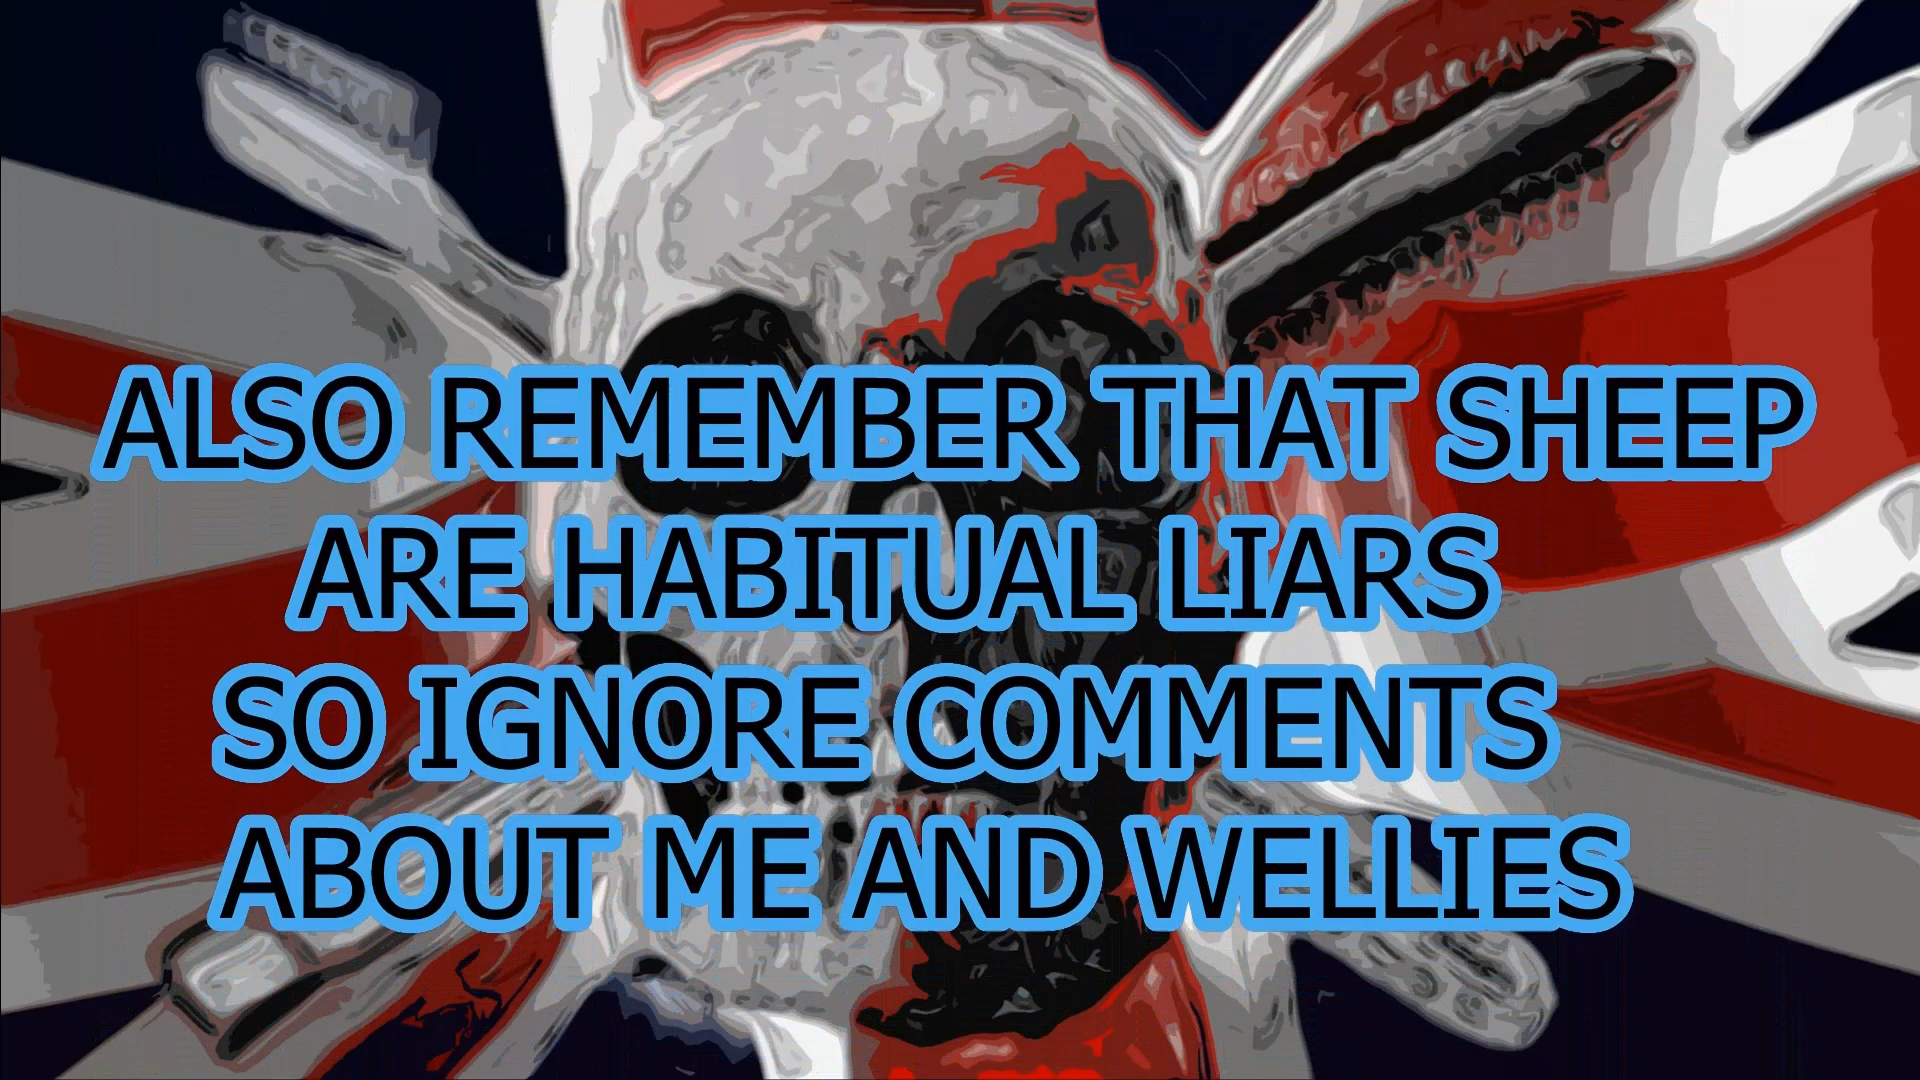 ALSO REMEMBER THAT SHEEP
ARE HABITUAL LIARS
SO IGNORE COMMENTS
ABOUT ME AND WELLIES